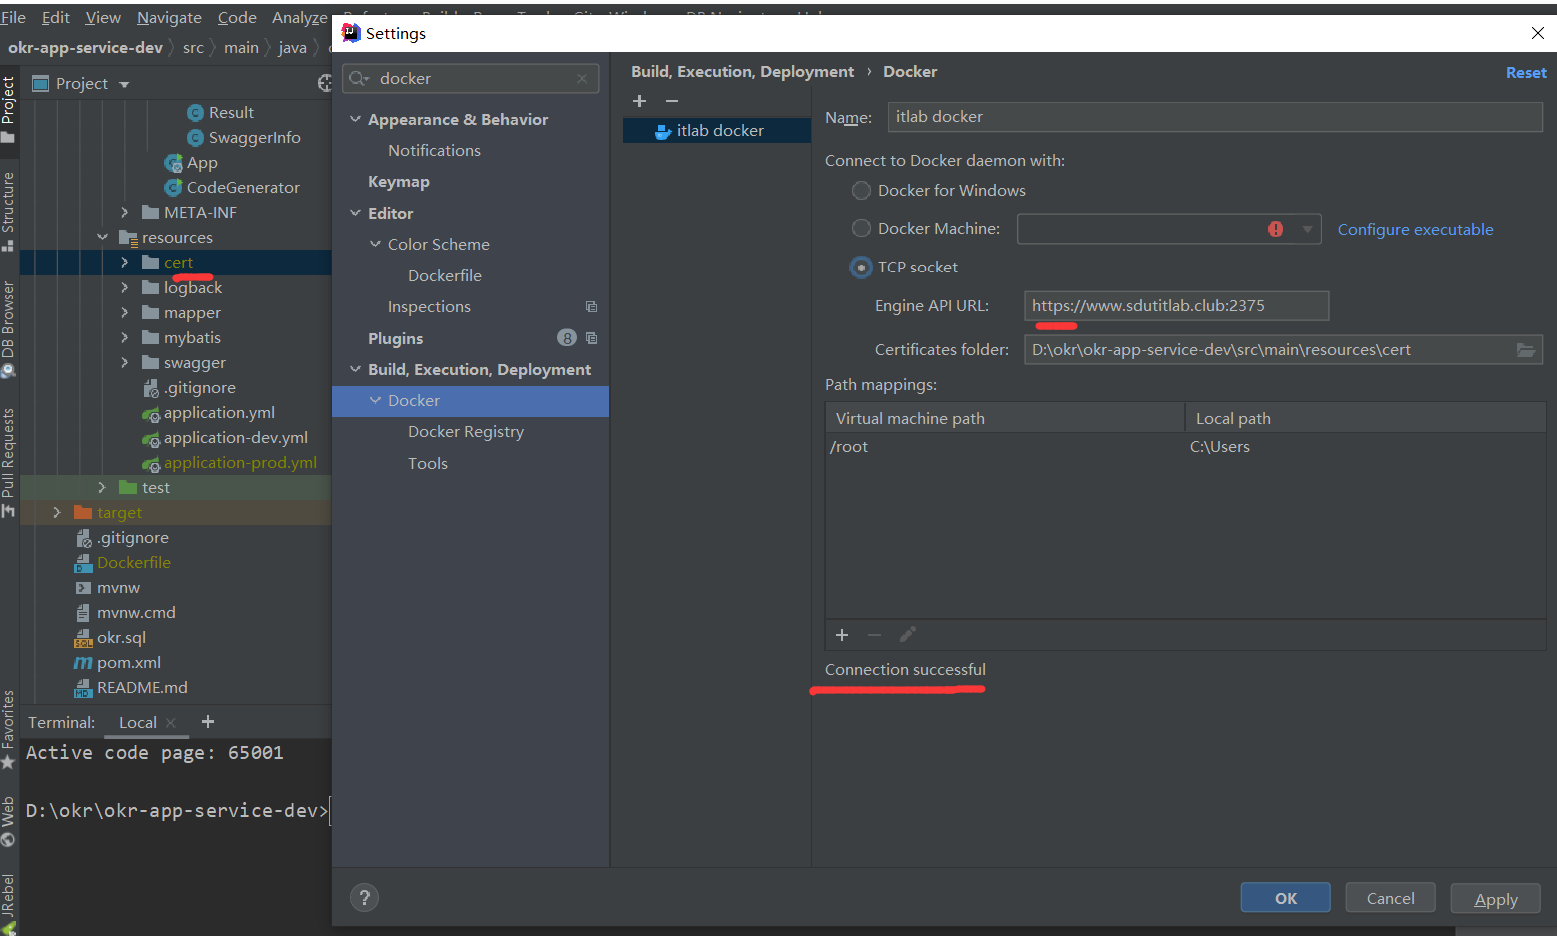 File Edit View Navigate Code Analyze
Settings
okr-app-service-dev src main java
Project
Result
SwaggerInfo
App
CodeGenerator
META-INF
resources
cert
logback
mapper
mybatis
swagger
.gitignore
application.yml
application-dev.yml
application-prod.yml
test
target
.gitignore
Dockerfile
mvnw
mvnw.cmd
okr.sql
pom.xml
README.md
Project
Structure
DB Browser
Pull Requests
Favorites
Web
JRebel
Terminal: Local
Active code page: 65001
D:\okr\okr-app-service-dev>
docker
Appearance & Behavior
Notifications
Keymap
Editor
Color Scheme
Dockerfile
Inspections
Plugins 8
Build, Execution, Deployment
Docker
Docker Registry
Tools
Build, Execution, Deployment › Docker
Reset
itlab docker
Name: itlab docker
Connect to Docker daemon with:
Docker for Windows
Docker Machine: Configure executable
TCP socket
Engine API URL: https://www.sdutitlab.club:2375
Certificates folder: D:\okr\okr-app-service-dev\src\main\resources\cert
Path mappings:
Virtual machine path Local path
/root C:\Users
Connection successful
?
OK Cancel Apply